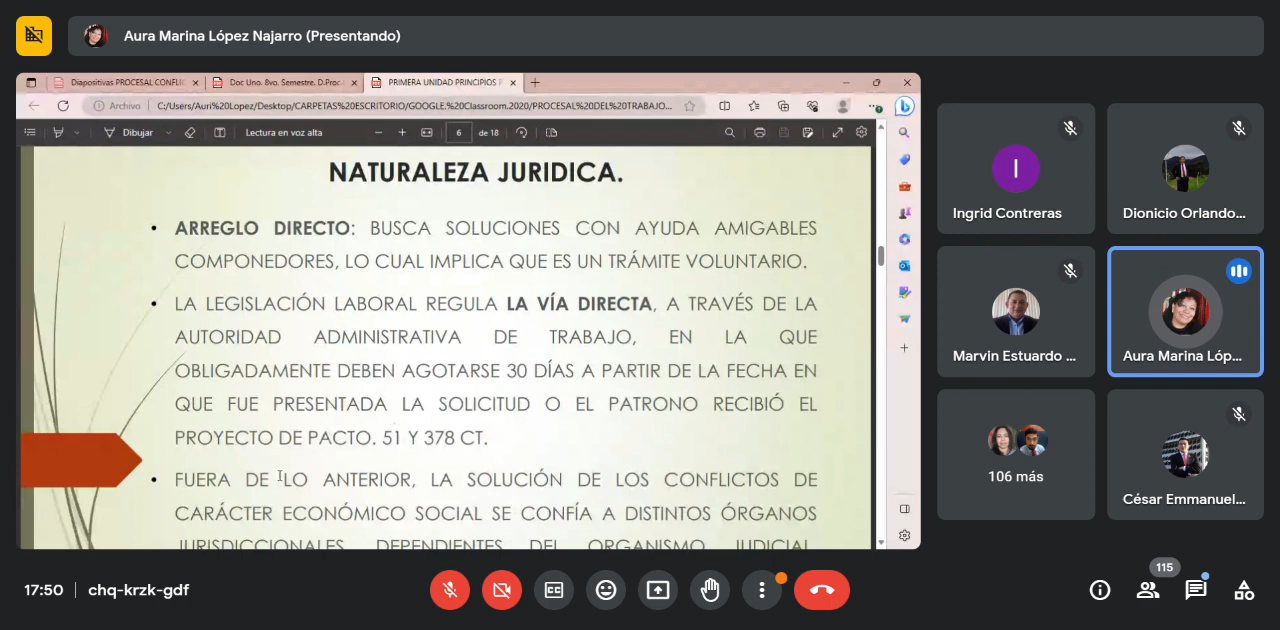 Aura Marina López Najarro (Presentando)
Diapositivas PROCESAL CONFLIC
Doc Uno. 8vo. Semestre. D.Proc.
PRIMERA UNIDAD PRINCIPIOS P
Archivo
C:/Users/Auri%20Lopez/Desktop/CARPETAS%20ESCRITORIO/GOOGLE.%20Classroom.2020/PROCESAL%20DEL%20TRABAJO...
Dibujar
Lectura en voz alta
6
de 18
NATURALEZA JURIDICA.
• ARREGLO DIRECTO: BUSCA SOLUCIONES CON AYUDA AMIGABLES
COMPONEDORES, LO CUAL IMPLICA QUE ES UN TRÁMITE VOLUNTARIO.
• LA LEGISLACIÓN LABORAL REGULA LA VÍA DIRECTA, A TRAVÉS DE LA
AUTORIDAD ADMINISTRATIVA DE TRABAJO, EN LA QUE
OBLIGADAMENTE DEBEN AGOTARSE 30 DÍAS A PARTIR DE LA FECHA EN
QUE FUE PRESENTADA LA SOLICITUD O EL PATRONO RECIBIÓ EL
PROYECTO DE PACTO. 51 Y 378 CT.
• FUERA DE LO ANTERIOR, LA SOLUCIÓN DE LOS CONFLICTOS DE
CARÁCTER ECONÓMICO SOCIAL SE CONFÍA A DISTINTOS ÓRGANOS
JURISDICCIONALES DEPENDIENTES DEL ORGANISMO JUDICIAL
I
Ingrid Contreras
Dionicio Orlando...
Marvin Estuardo ...
Aura Marina Lóp...
106 más
César Emmanuel...
17:50
chq-krzk-gdf
115